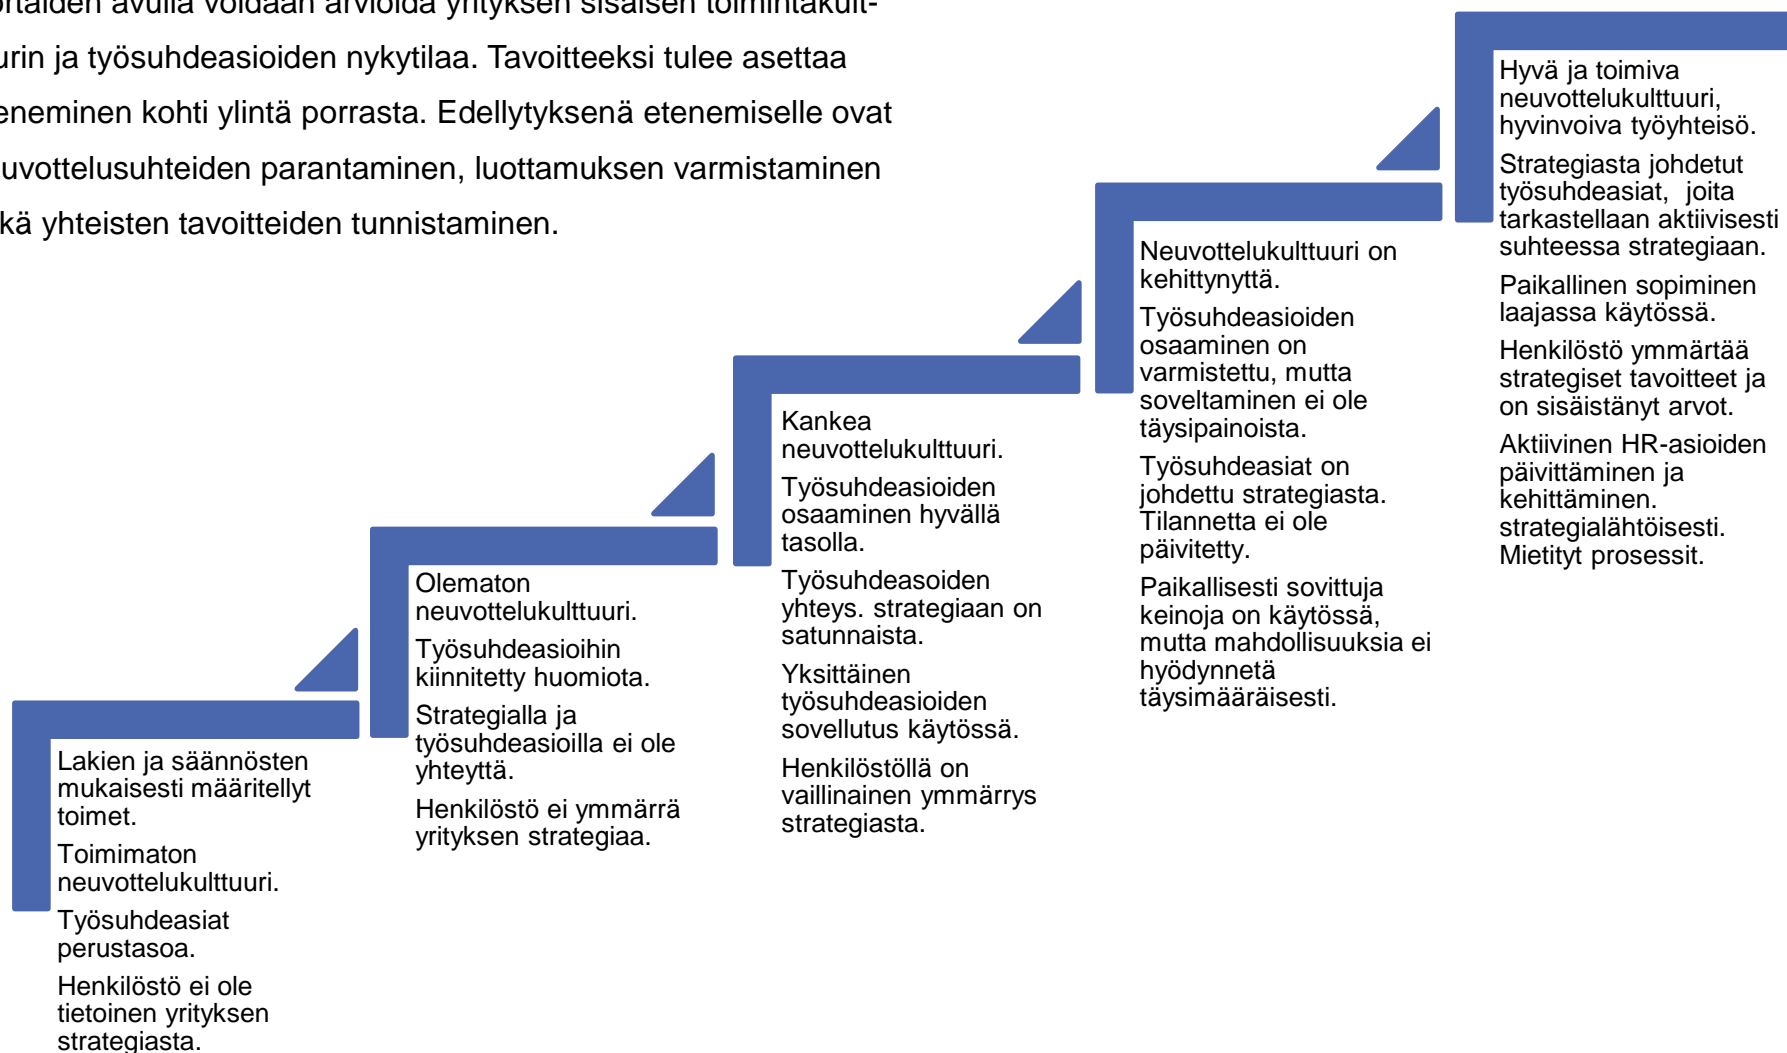 ortaiden avulla voidaan arvioida yrityksen sisäisen toimintakult-
urin ja työsuhdeasioiden nykytilaa. Tavoitteeksi tulee asettaa
eneminen kohti ylintä porrasta. Edellytyksenä etenemiselle ovat
uvottelusuhteiden parantaminen, luottamuksen varmistaminen
kä yhteisten tavoitteiden tunnistaminen.
Lakien ja säännösten
mukaisesti määritellyt
toimet.
Toimimaton
neuvottelukulttuuri.
Työsuhdeasiat
perustasoa.
Henkilöstö ei ole
tietoinen yrityksen
strategiasta.
Olematon
neuvottelukulttuuri.
Työsuhdeasioihin
kiinnitetty huomiota.
Strategialla ja
työsuhdeasioilla ei ole
yhteyttä.
Henkilöstö ei ymmärrä
yrityksen strategiaa.
Kankea
neuvottelukulttuuri.
Työsuhdeasioiden
osaaminen hyvällä
tasolla.
Työsuhdeasoiden
yhteys. strategiaan on
satunnaista.
Yksittäinen
työsuhdeasioiden
sovellutus käytössä.
Henkilöstöllä on
vaillinainen ymmärrys
strategiasta.
Neuvottelukulttuuri on
kehittynyttä.
Työsuhdeasioiden
osaaminen on
varmistettu, mutta
soveltaminen ei ole
täysipainoista.
Työsuhdeasiat on
johdettu strategiasta.
Tilannetta ei ole
päivitetty.
Paikallisesti sovittuja
keinoja on käytössä,
mutta mahdollisuuksia ei
hyödynnetä
täysimääräisesti.
Hyvä ja toimiva
neuvottelukulttuuri,
hyvinvoiva työyhteisö.
Strategiasta johdetut
työsuhdeasiat, joita
tarkastellaan aktiivisesti
suhteessa strategiaan.
Paikallinen sopiminen
laajassa käytössä.
Henkilöstö ymmärtää
strategiset tavoitteet ja
on sisäistänyt arvot.
Aktiivinen HR-asioiden
päivittäminen ja
kehittäminen.
strategialähtöisesti.
Mietityt prosessit.